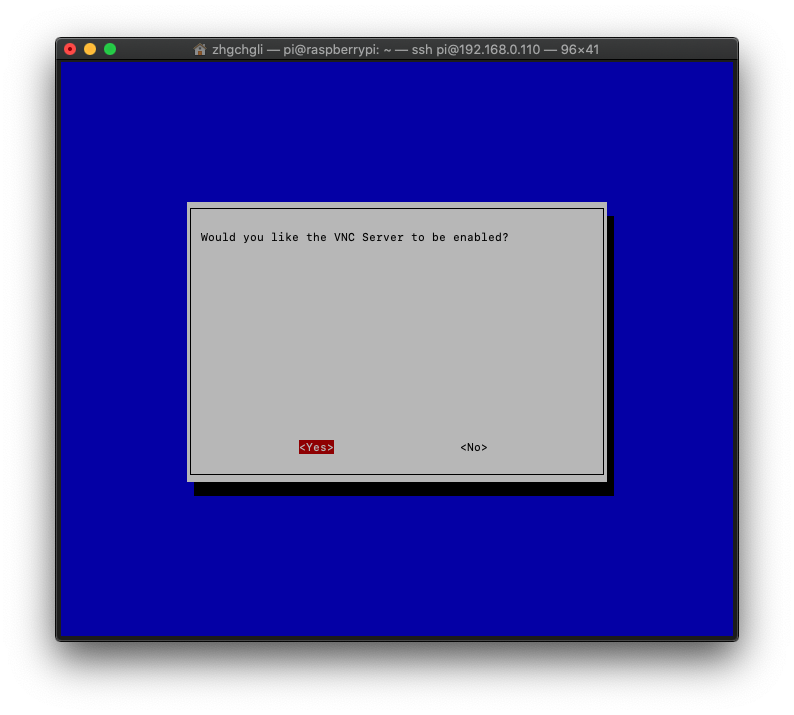 zhgchgli — pi@raspberrypi: ~ — ssh pi@192.168.0.110 — 96×41
Would you like the VNC Server to be enabled?
<Yes> <No>